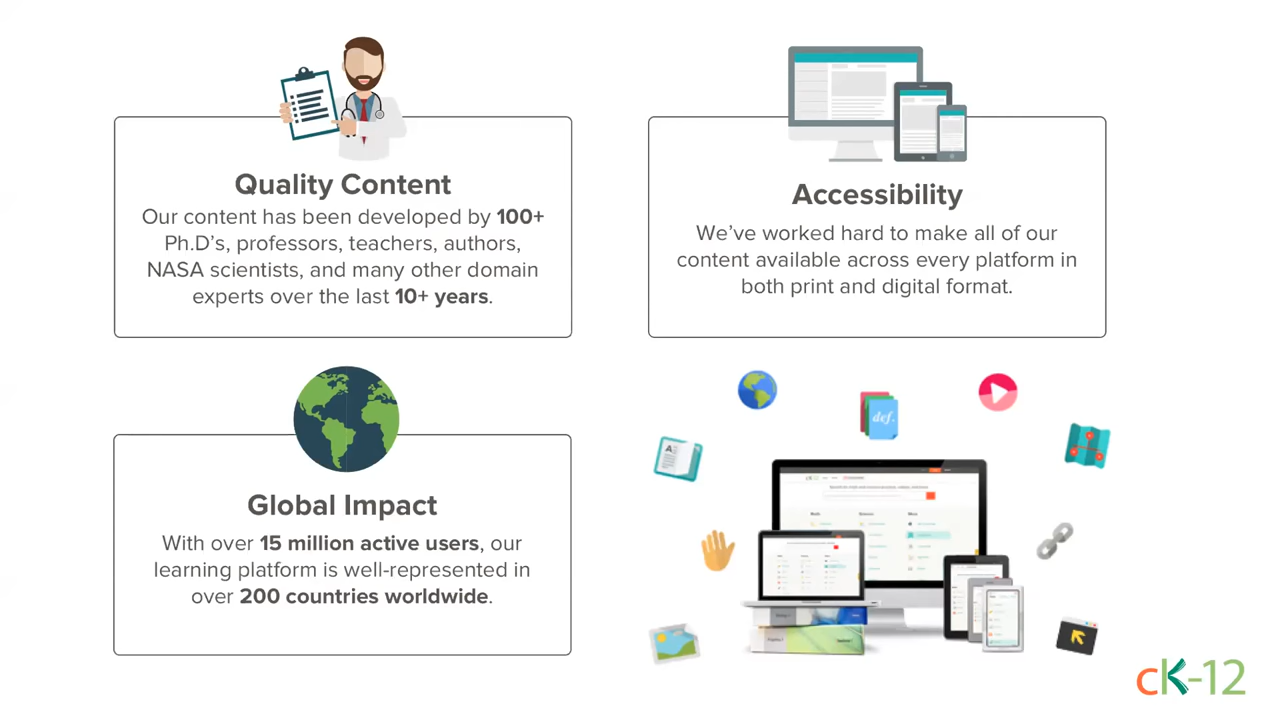 Quality Content
Our content has been developed by 100+
Ph.D’s, professors, teachers, authors,
NASA scientists, and many other domain
experts over the last 10+ years.
Accessibility
We’ve worked hard to make all of our
content available across every platform in
both print and digital format.
Global Impact
With over 15 million active users, our
learning platform is well-represented in
over 200 countries worldwide.
def.
A
cK-12